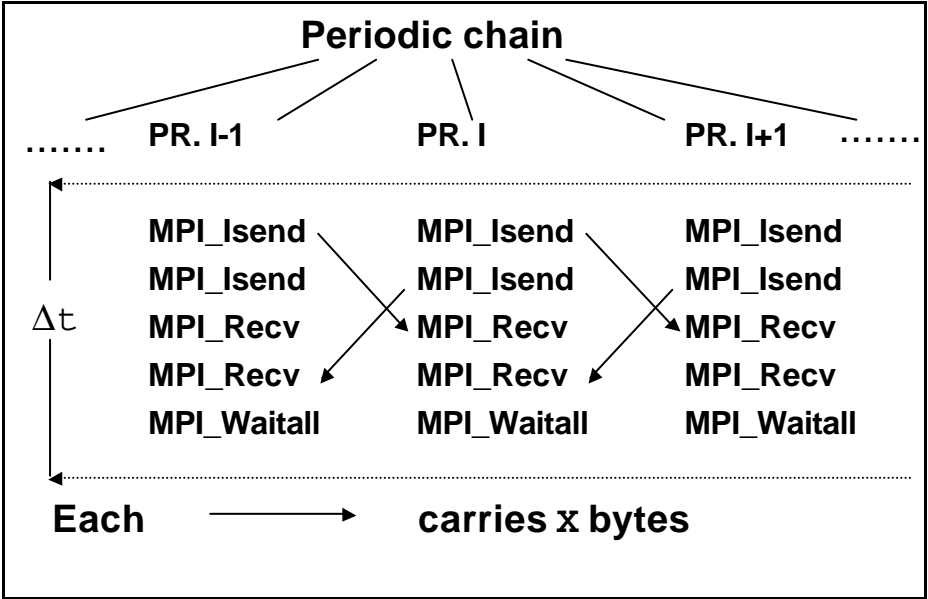 Periodic chain
....... PR. I-1 PR. I PR. I+1 .......
MPI_Isend MPI_Isend MPI_Isend
MPI_Isend MPI_Isend MPI_Isend
Δt MPI_Recv MPI_Recv MPI_Recv
MPI_Recv MPI_Recv MPI_Recv
MPI_Waitall MPI_Waitall MPI_Waitall
Each carries x bytes